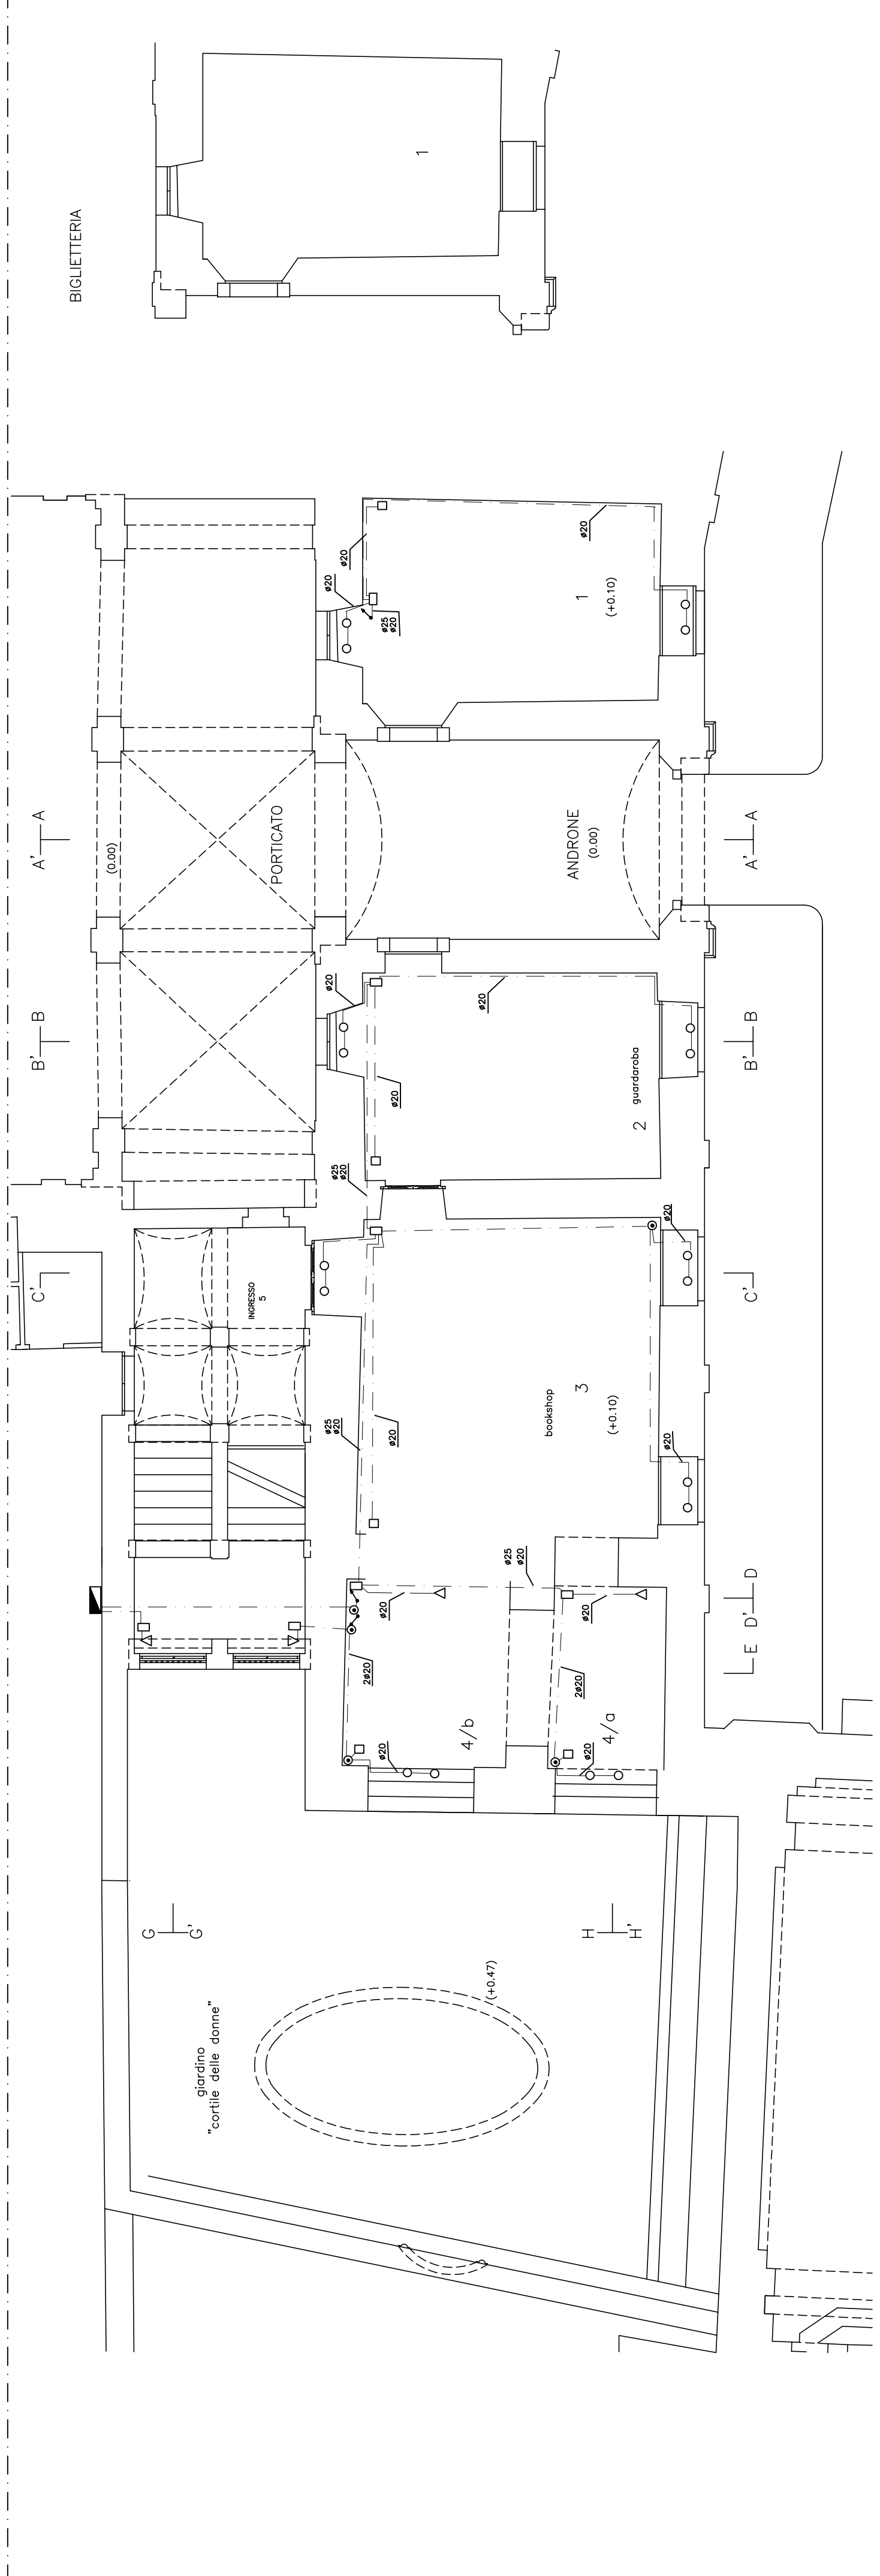 BIGLIETTERIA
1
ø20
ø20
ø20
ø25
ø20
1
(+0.10)
A' A
(0.00)
PORTICATO
ANDRONE
(0.00)
A' A
B' B
ø20
ø20
ø20
2
guardaroba
B' B
ø25
ø20
C'
INGRESSO
5
ø20
C'
bookshop
3
(+0.10)
ø25
ø20
ø20
ø20
ø25
ø20
ø20
ø20
D' D
E
2ø20
2ø20
4/b
4/a
ø20
ø20
G
G'
H
H'
(+0.47)
giardino
"cortile delle donne"